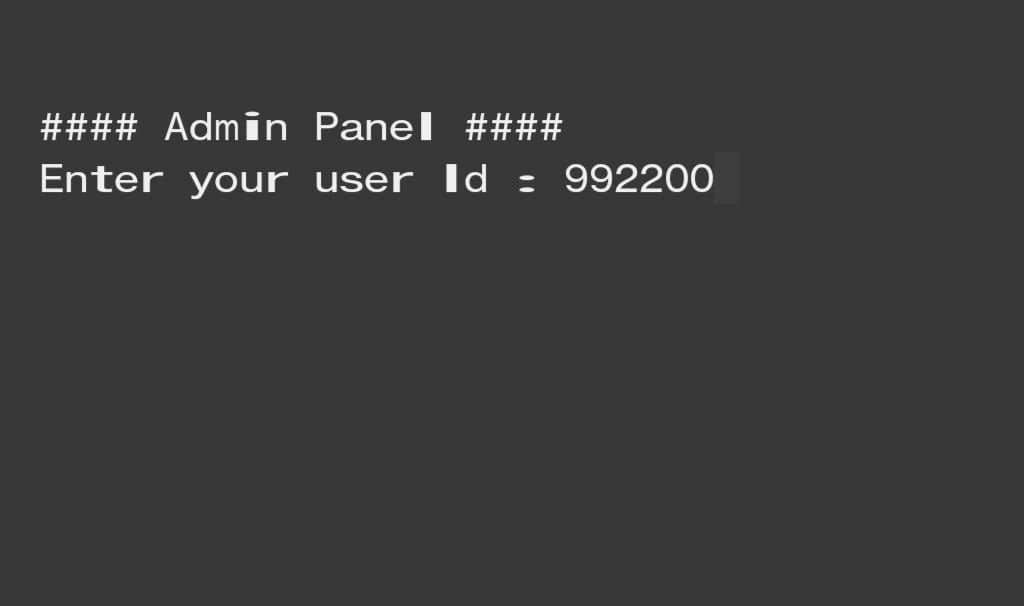 #### Admin Panel ####
Enter your user Id : 992200